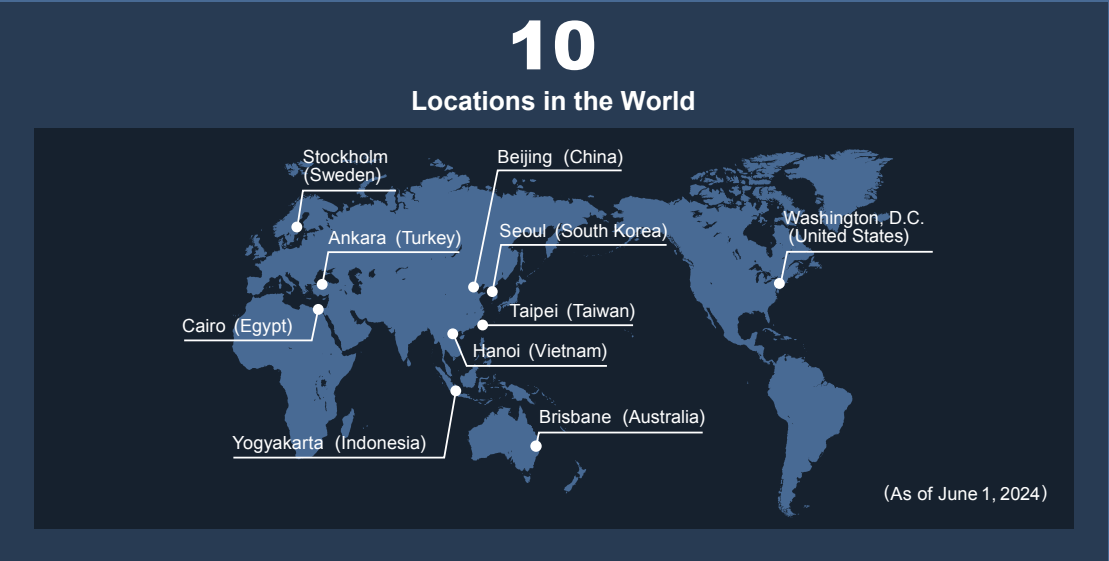 10
Locations in the World
Stockholm
(Sweden)
Beijing (China)
Washington, D.C.
(United States)
Ankara (Turkey)
Seoul (South Korea)
Cairo (Egypt)
Taipei (Taiwan)
Hanoi (Vietnam)
Brisbane (Australia)
Yogyakarta (Indonesia)
(As of June 1, 2024)